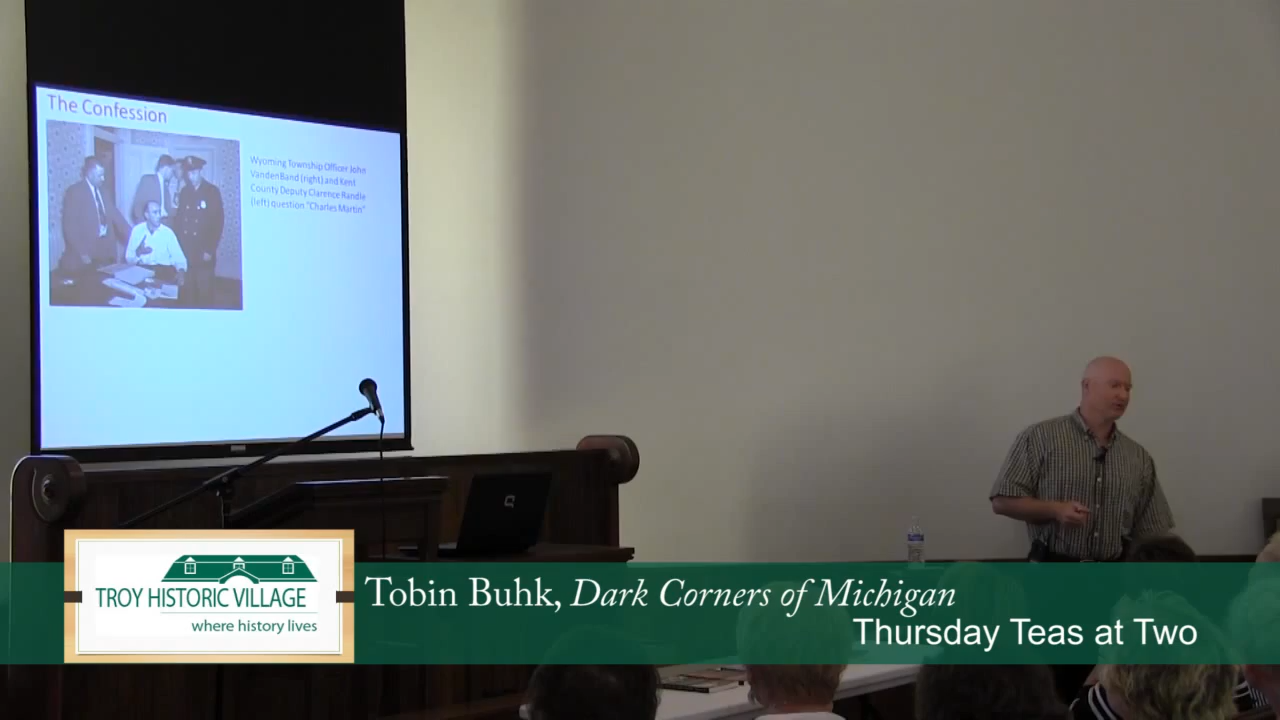 The Confession
Wyoming Township Officer John
VandenBand (right) and Kent
County Deputy Clarence Randle
(left) question "Charles Martin"
TROY HISTORIC VILLAGE
where history lives
Tobin Buhk, Dark Corners of Michigan
Thursday Teas at Two